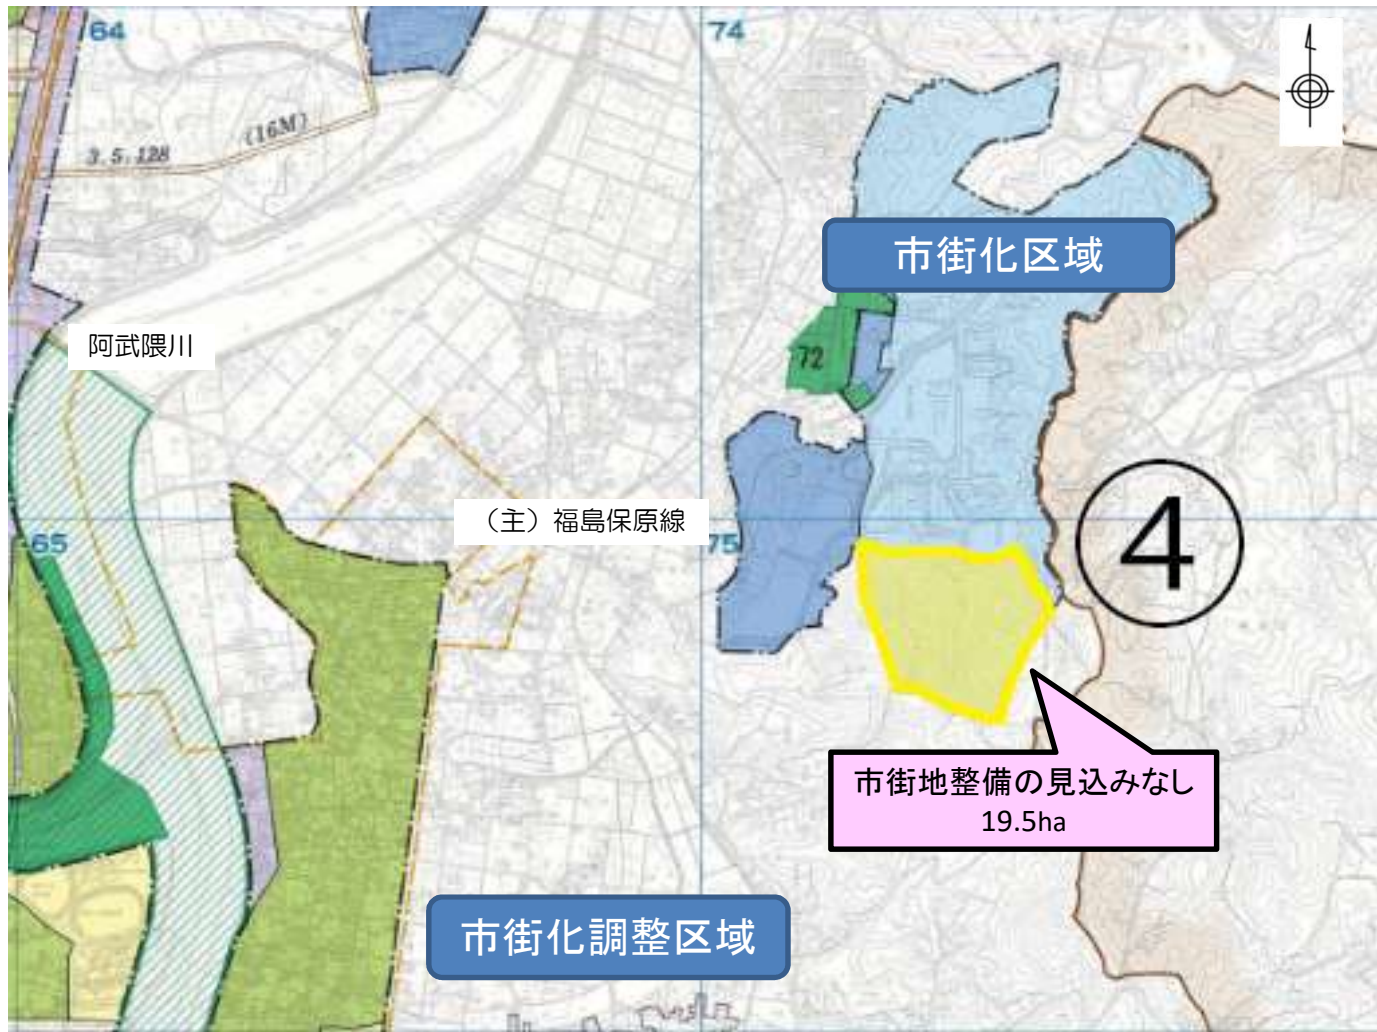 64
74
(16M)
3.5.128
市街化区域
阿武隈川
72
（主）福島保原線
65
75
④
市街地整備の見込みなし
19.5ha
市街化調整区域